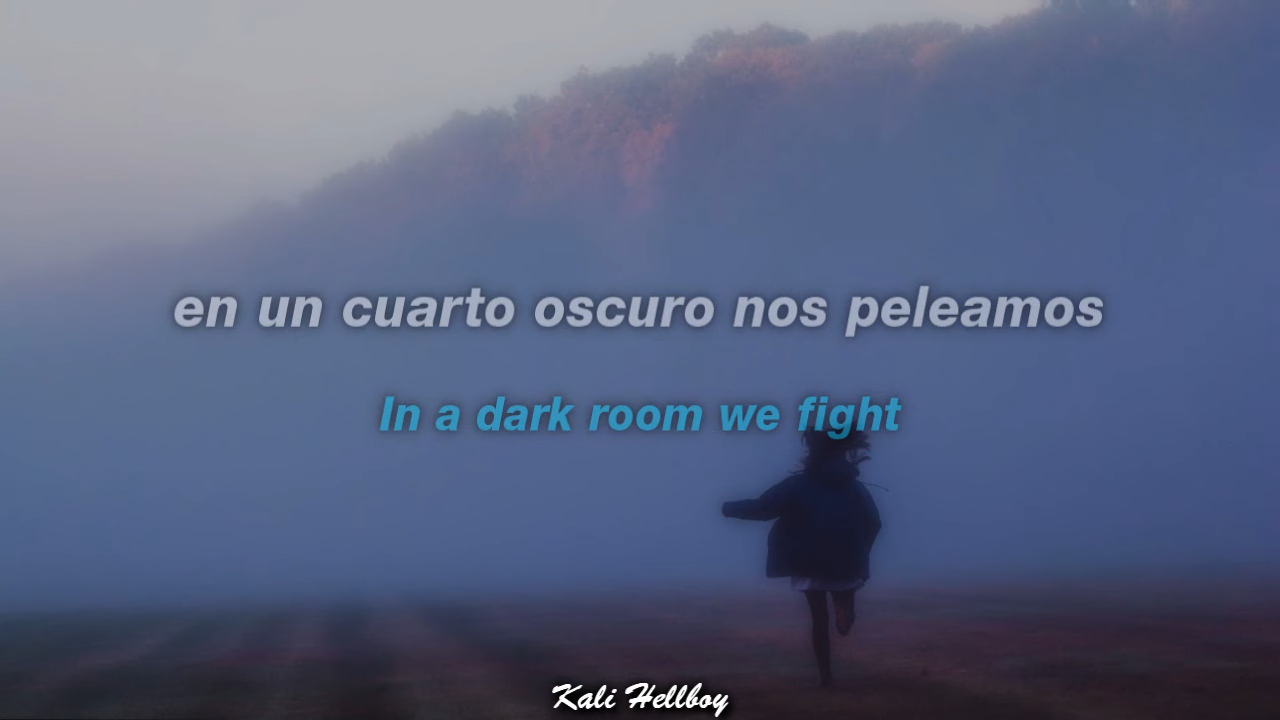 en un cuarto oscuro nos peleamos
In a dark room we fight
Kali Hellboy